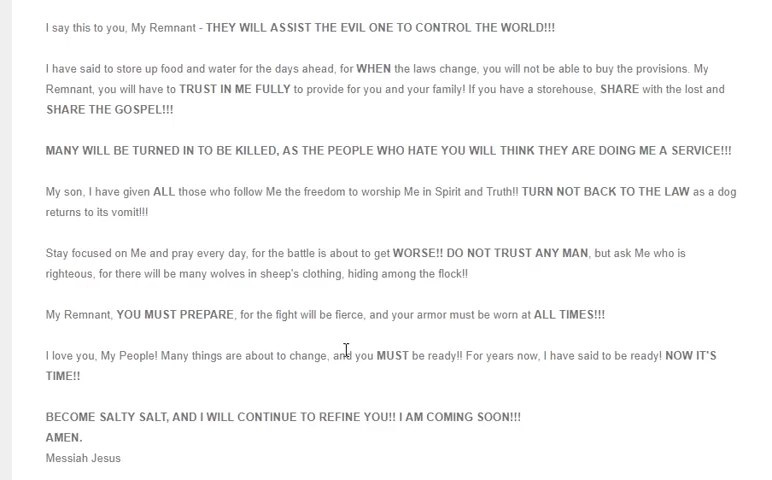 I say this to you, My Remnant - THEY WILL ASSIST THE EVIL ONE TO CONTROL THE WORLD!!!
I have said to store up food and water for the days ahead, for WHEN the laws change, you will not be able to buy the provisions. My
Remnant, you will have to TRUST IN ME FULLY to provide for you and your family! If you have a storehouse, SHARE with the lost and
SHARE THE GOSPEL!!!
MANY WILL BE TURNED IN TO BE KILLED, AS THE PEOPLE WHO HATE YOU WILL THINK THEY ARE DOING ME A SERVICE!!!
My son, I have given ALL those who follow Me the freedom to worship Me in Spirit and Truth!! TURN NOT BACK TO THE LAW as a dog
returns to its vomit!!!
Stay focused on Me and pray every day, for the battle is about to get WORSE!! DO NOT TRUST ANY MAN, but ask Me who is
righteous, for there will be many wolves in sheep's clothing, hiding among the flock!!
My Remnant, YOU MUST PREPARE, for the fight will be fierce, and your armor must be worn at ALL TIMES!!!
I love you, My People! Many things are about to change, and you MUST be ready!! For years now, I have said to be ready! NOW IT'S
TIME!!
BECOME SALTY SALT, AND I WILL CONTINUE TO REFINE YOU!! I AM COMING SOON!!!
AMEN.
Messiah Jesus